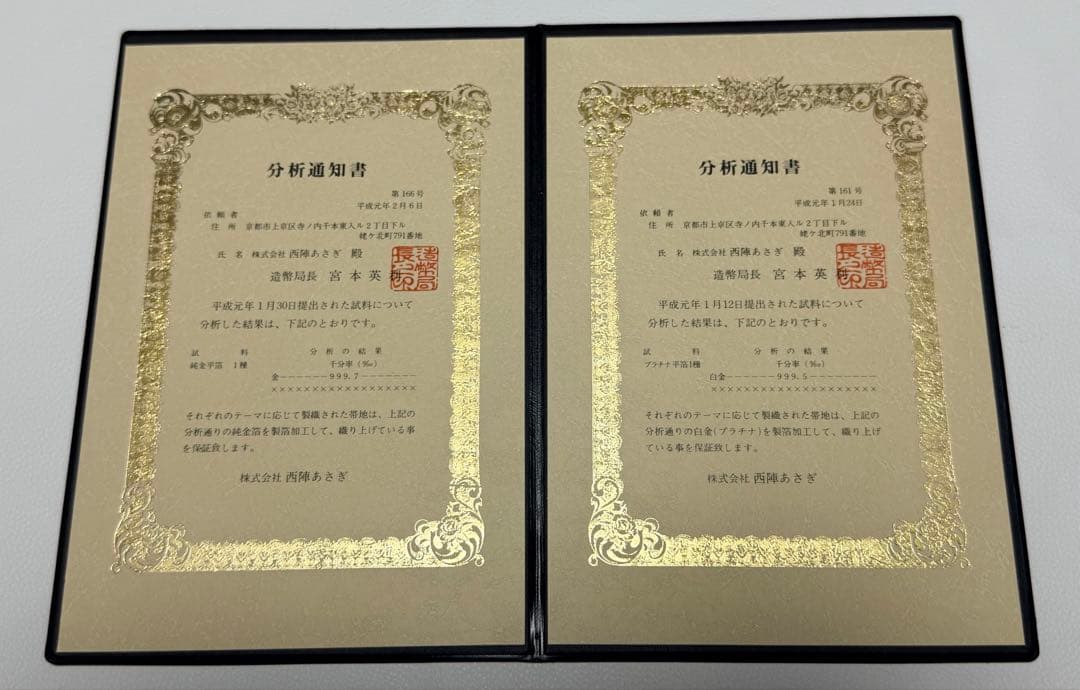 分析通知書
第166号
平成元年2月6日
依頼者
住所 京都市上京区寺ノ内千本東入ル2丁目下ル
姥ケ北町791番地
氏名 株式会社 西陣あさぎ 殿
造幣局長 宮本英利
造幣局長之印
平成元年1月30日提出された試料について
分析した結果は、下記のとおりです。
試料 分析の結果
純金平箔 1種 千分率(‰)
金―――――――999.7―――――――
××××××××××××××××××
それぞれのテーマに応じて製織された帯地は、上記の
分析通りの純金箔を製箔加工して、織り上げている事
を保証致します。
株式会社 西陣あさぎ
分析通知書
第161号
平成元年1月24日
依頼者
住所 京都市上京区寺ノ内千本東入ル2丁目下ル
姥ケ北町791番地
氏名 株式会社 西陣あさぎ 殿
造幣局長 宮本英利
造幣局長之印
平成元年1月12日提出された試料について
分析した結果は、下記のとおりです。
試料 分析の結果
プラチナ平箔1種 千分率(‰)
白金―――――――999.5―――――――
××××××××××××××××××
それぞれのテーマに応じて製織された帯地は、上記の
分析通りの白金(プラチナ)を製箔加工して、織り上げ
ている事を保証致します。
株式会社 西陣あさぎ